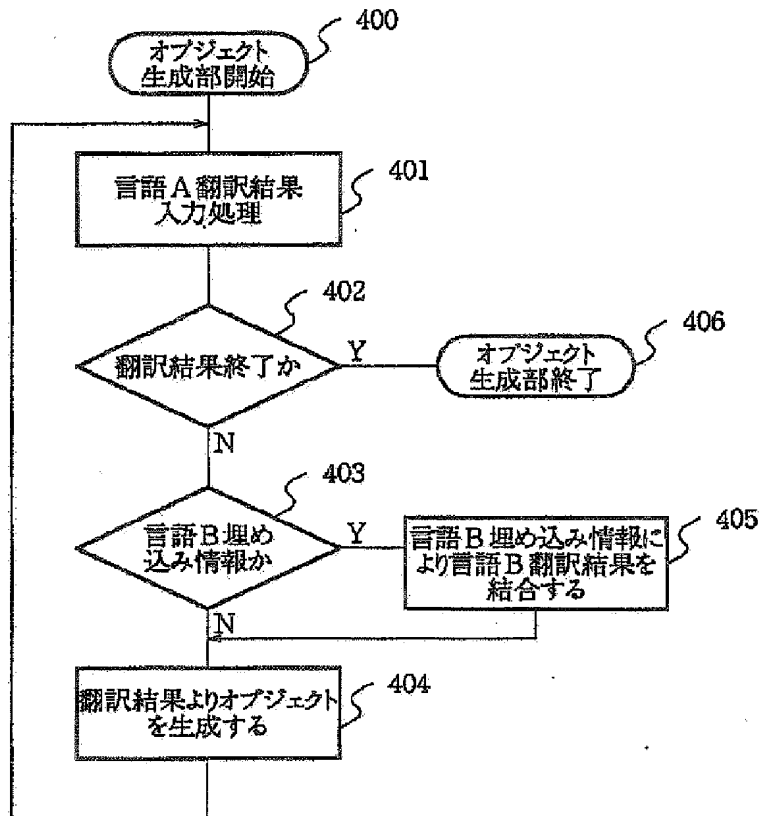 オブジェクト
生成部開始
400
言語A翻訳結果
入力処理
401
翻訳結果終了か
402
Y
オブジェクト
生成部終了
406
N
言語B埋め
込み情報か
403
Y
言語B埋め込み情報に
より言語B翻訳結果を
結合する
405
N
翻訳結果よりオブジェクト
を生成する
404